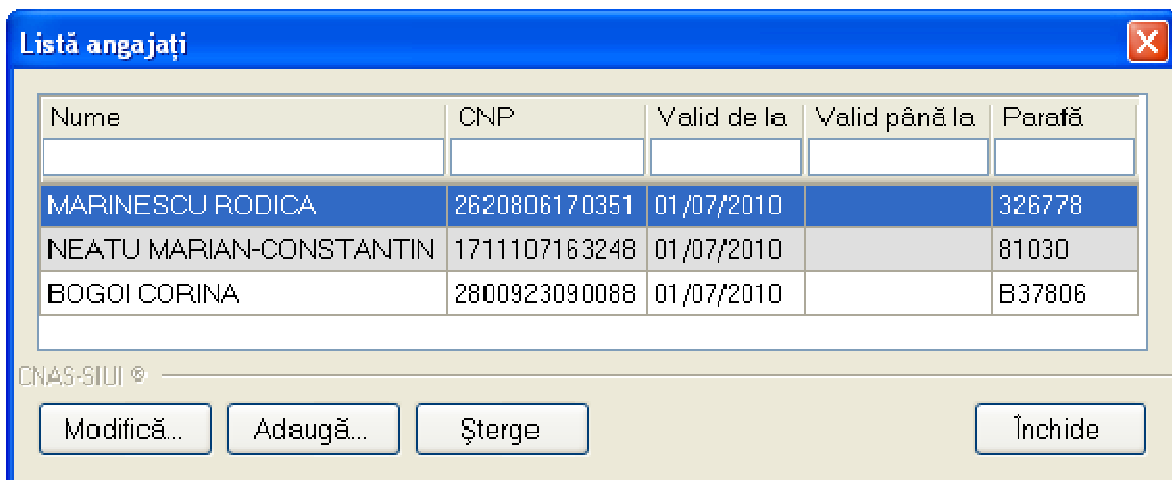 Listă angajați
Nume CNP Valid de la Valid până la Parafă
MARINESCU RODICA 2620806170351 01/07/2010 326778
NEATU MARIAN-CONSTANTIN 1711107163248 01/07/2010 81030
BOGOI CORINA 2800923090088 01/07/2010 B37806
CNAS-SIUI ®
Modifică... Adaugă... Şterge Închide